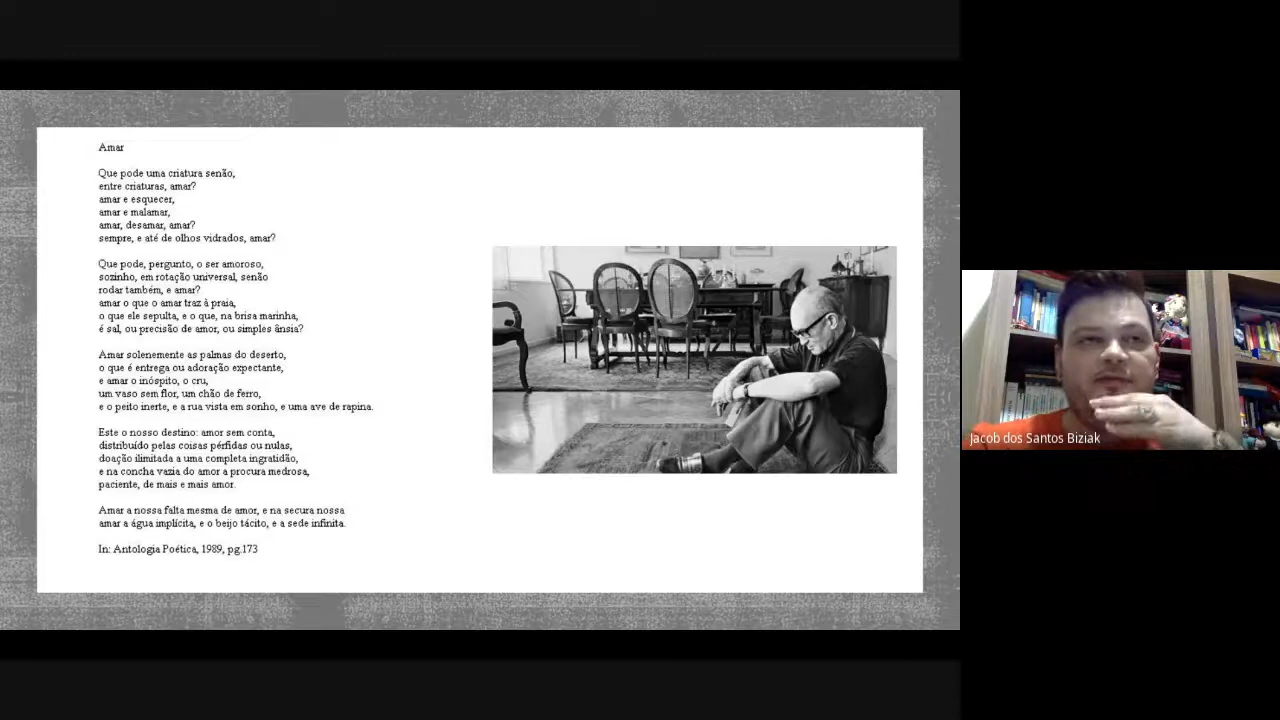 Amar
Que pode uma criatura senão,
entre criaturas, amar?
amar e esquecer,
amar e malamar,
amar, desamar, amar?
sempre, e até de olhos vidrados, amar?
Que pode, pergunto, o ser amoroso,
sozinho, em rotação universal, senão
rodar também, e amar?
amar o que o amar traz à praia,
o que ele sepulta, e o que, na brisa marinha,
é sal, ou precisão de amor, ou simples ânsia?
Amar solenemente as palmas do deserto,
o que é entrega ou adoração expectante,
e amar o inóspito, o cru,
um vaso sem flor, um chão de ferro,
e o peito inerte, e a rua vista em sonho, e uma ave de rapina.
Este o nosso destino: amor sem conta,
distribuído pelas coisas pérfidas ou nulas,
doação ilimitada a uma completa ingratidão,
e na concha vazia do amor a procura medrosa,
paciente, de mais e mais amor.
Amar a nossa falta mesma de amor, e na secura nossa
amar a água implícita, e o beijo tácito, e a sede infinita.
In: Antologia Poética, 1989, pg.173
Jacob dos Santos Biziak